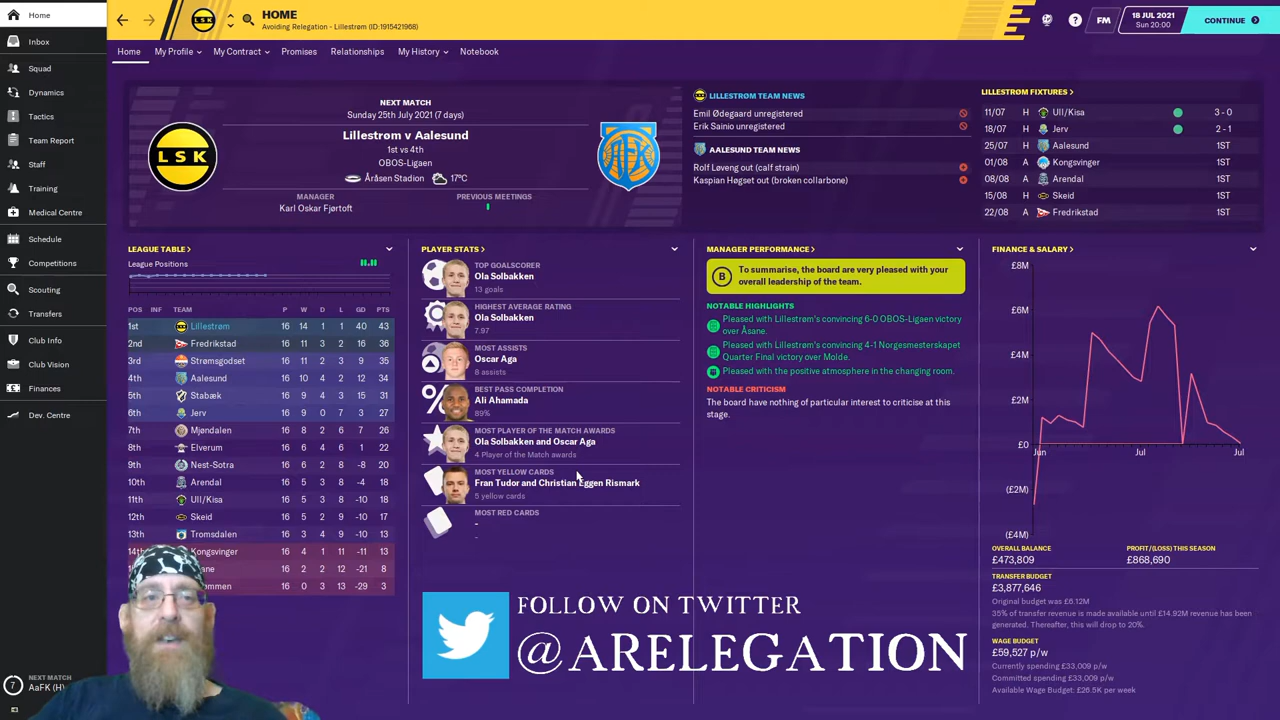 Home
HOME
Avoiding Relegation - Lillestrøm (ID:1915421968)
FM
18 JUL 2021
Sun 20:00
CONTINUE
Inbox
Squad
Dynamics
Tactics
Team Report
Staff
Training
Medical Centre
Schedule
Competitions
Scouting
Transfers
Club Info
Club Vision
Finances
Dev. Centre
7
NEXT MATCH
AaFK (H)
Home
My Profile
My Contract
Promises
Relationships
My History
Notebook
NEXT MATCH
Sunday 25th July 2021 (7 days)
Lillestrøm v Aalesund
1st vs 4th
OBOS-Ligaen
Åråsen Stadion 17°C
MANAGER
Karl Oskar Fjørtoft
PREVIOUS MEETINGS
LSK
LILLESTRØM TEAM NEWS
Emil Ødegaard unregistered
Erik Sainio unregistered
AALESUND TEAM NEWS
Rolf Løveng out (calf strain)
Kaspian Høgset out (broken collarbone)
LILLESTRØM FIXTURES >
11/07 H Ull/Kisa 3 - 0
18/07 H Jerv 2 - 1
25/07 H Aalesund 1ST
01/08 A Kongsvinger 1ST
08/08 A Arendal 1ST
15/08 H Skeid 1ST
22/08 A Fredrikstad 1ST
LEAGUE TABLE >
League Positions
POS INF TEAM P W D L GD PTS
1st Lillestrøm 16 14 1 1 40 43
2nd Fredrikstad 16 11 3 2 16 36
3rd Strømsgodset 16 11 2 3 9 35
4th Aalesund 16 10 4 2 12 34
5th Stabæk 16 9 4 3 15 31
6th Jerv 16 9 0 7 3 27
7th Mjøndalen 16 8 2 6 7 26
8th Elverum 16 6 4 6 1 22
9th Nest-Sotra 16 6 2 8 -8 20
10th Arendal 16 5 3 8 -4 18
11th Ull/Kisa 16 5 3 8 -10 18
12th Skeid 16 5 2 9 -10 17
13th Tromsdalen 16 3 4 9 -10 13
14th Kongsvinger 16 4 1 11 -11 13
16 2 2 12 -21 8
16 0 3 13 -29 3
PLAYER STATS >
TOP GOALSCORER
Ola Solbakken
13 goals
HIGHEST AVERAGE RATING
Ola Solbakken
7.97
MOST ASSISTS
Oscar Aga
8 assists
BEST PASS COMPLETION
Ali Ahamada
89%
MOST PLAYER OF THE MATCH AWARDS
Ola Solbakken and Oscar Aga
4 Player of the Match awards
MOST YELLOW CARDS
Fran Tudor and Christian Eggen Rismark
5 yellow cards
MOST RED CARDS
-
-
MANAGER PERFORMANCE >
B
To summarise, the board are very pleased with your
overall leadership of the team.
NOTABLE HIGHLIGHTS
Pleased with Lillestrøm's convincing 6-0 OBOS-Ligaen victory
over Åsane.
Pleased with Lillestrøm's convincing 4-1 Norgesmesterskapet
Quarter Final victory over Molde.
Pleased with the positive atmosphere in the changing room.
NOTABLE CRITICISM
The board have nothing of particular interest to criticise at this
stage.
FINANCE & SALARY >
£8M
£6M
£4M
£2M
£0
(£2M)
(£4M)
Jun
Jul
Jul
OVERALL BALANCE
£473,809
PROFIT/(LOSS) THIS SEASON
£868,690
TRANSFER BUDGET
£3,877,646
Original budget was £6.12M
35% of transfer revenue is made available until £14.92M revenue has been
generated. Thereafter, this will drop to 20%.
WAGE BUDGET
£59,527 p/w
Currently spending £33,009 p/w
Committed spending £33,009 p/w
Available Wage Budget: £26.5K per week
FOLLOW ON TWITTER
@ARELEGATION